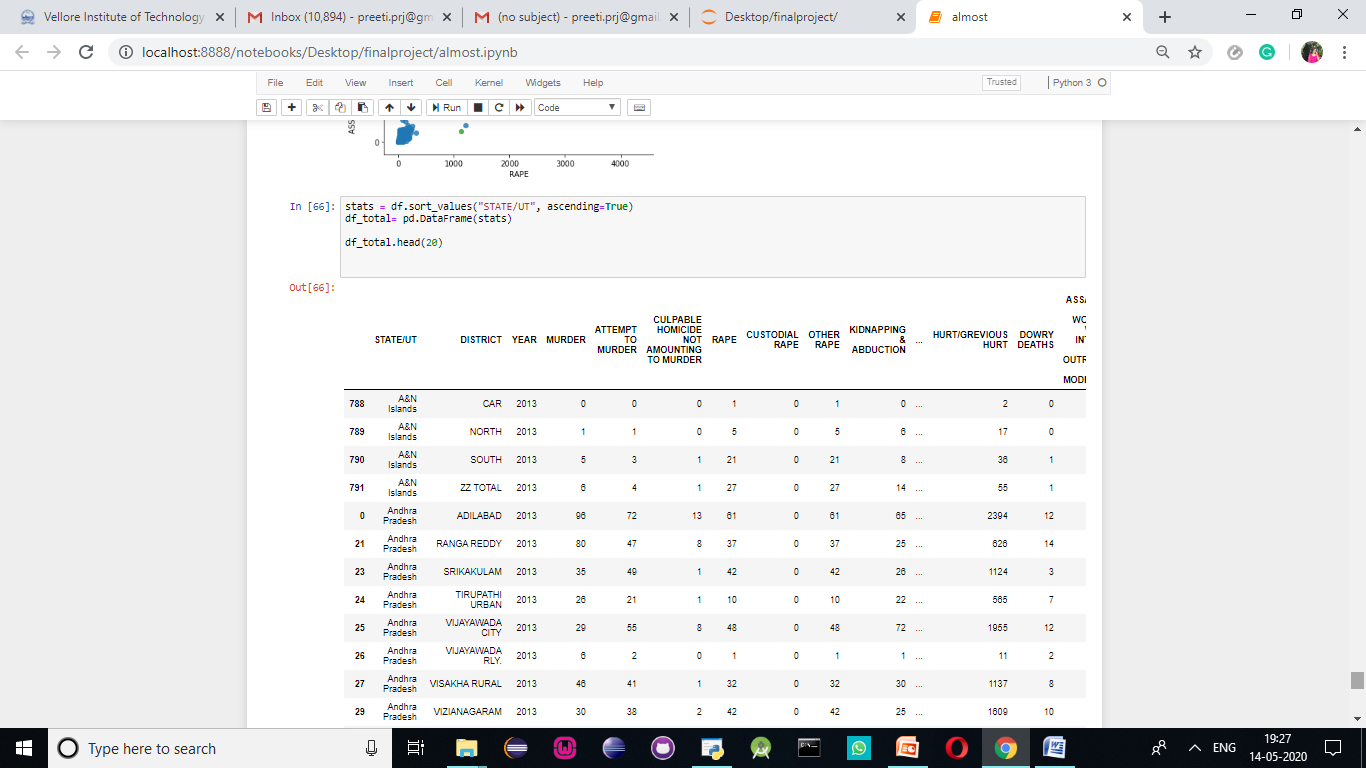 Vellore Institute of Technology
Inbox (10,894) - preeti.prj@gm
(no subject) - preeti.prj@gmail
Desktop/finalproject/
almost
localhost:8888/notebooks/Desktop/finalproject/almost.ipynb
File Edit View Insert Cell Kernel Widgets Help Trusted Python 3
Run Code
ASS
0
0 1000 2000 3000 4000
RAPE
In [66]: stats = df.sort_values("STATE/UT", ascending=True)
df_total= pd.DataFrame(stats)
df_total.head(20)
Out[66]:
STATE/UT DISTRICT YEAR MURDER ATTEMPT TO MURDER CULPABLE HOMICIDE NOT AMOUNTING TO MURDER RAPE CUSTODIAL RAPE OTHER RAPE KIDNAPPING & ABDUCTION ... HURT/GREVIOUS HURT DOWRY DEATHS
788 A&N Islands CAR 2013 0 0 0 1 0 1 0 ... 2 0
789 A&N Islands NORTH 2013 1 1 0 5 0 5 6 ... 17 0
790 A&N Islands SOUTH 2013 5 3 1 21 0 21 8 ... 36 1
791 A&N Islands ZZ TOTAL 2013 6 4 1 27 0 27 14 ... 55 1
0 Andhra Pradesh ADILABAD 2013 96 72 13 61 0 61 65 ... 2394 12
21 Andhra Pradesh RANGA REDDY 2013 80 47 8 37 0 37 25 ... 626 14
23 Andhra Pradesh SRIKAKULAM 2013 35 49 1 42 0 42 26 ... 1124 3
24 Andhra Pradesh TIRUPATHI URBAN 2013 26 21 1 10 0 10 22 ... 565 7
25 Andhra Pradesh VIJAYAWADA CITY 2013 29 55 8 48 0 48 72 ... 1955 12
26 Andhra Pradesh VIJAYAWADA RLY. 2013 6 2 0 1 0 1 1 ... 11 2
27 Andhra Pradesh VISAKHA RURAL 2013 46 41 1 32 0 32 30 ... 1137 8
29 Andhra Pradesh VIZIANAGARAM 2013 30 38 2 42 0 42 25 ... 1609 10
Type here to search
ENG
19:27
14-05-2020